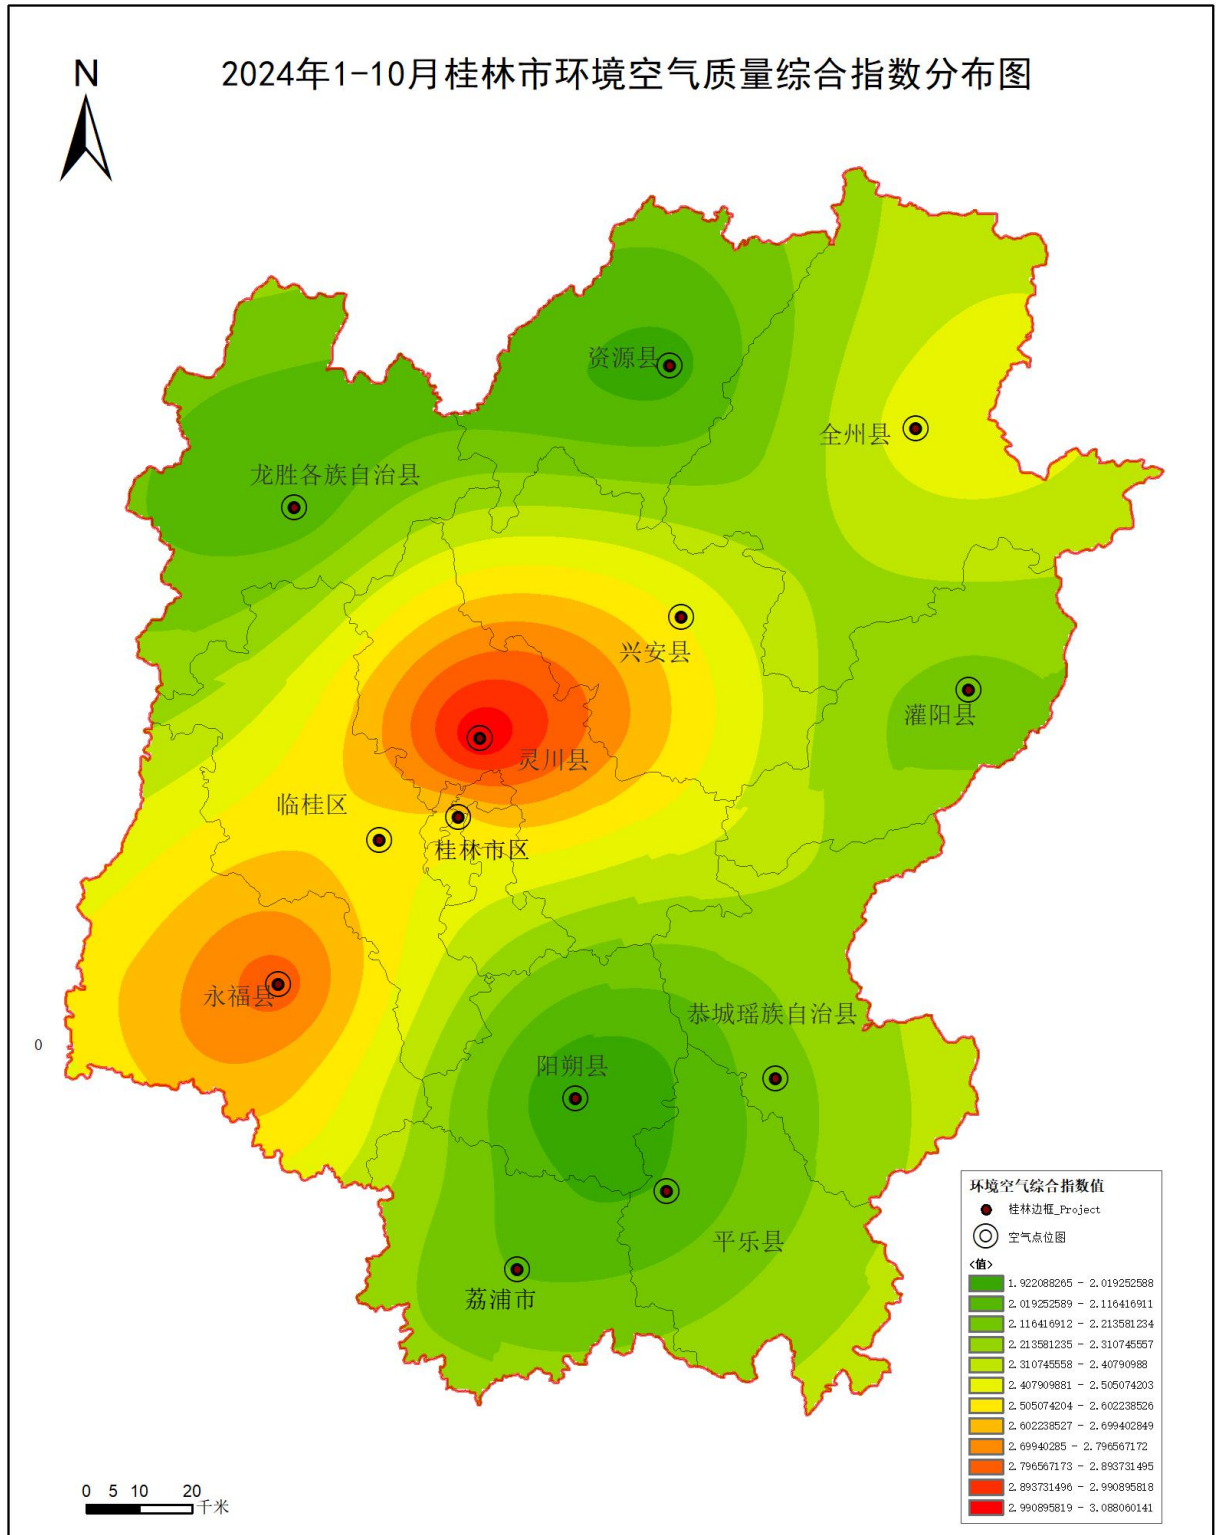 2024年1-10月桂林市环境空气质量综合指数分布图
N
资源县
全州县
龙胜各族自治县
兴安县
灌阳县
灵川县
临桂区
桂林市区
永福县
恭城瑶族自治县
0
阳朔县
平乐县
荔浦市
环境空气综合指数值
桂林边框_Project
空气点位图
<值>
1.922088265 - 2.019252588
2.019252589 - 2.116416911
2.116416912 - 2.213581234
2.213581235 - 2.310745557
2.310745558 - 2.40790988
2.407909881 - 2.505074203
2.505074204 - 2.602238526
2.602238527 - 2.699402849
2.69940285 - 2.796567172
2.796567173 - 2.893731495
2.893731496 - 2.990895818
2.990895819 - 3.088060141
0 5 10 20
千米